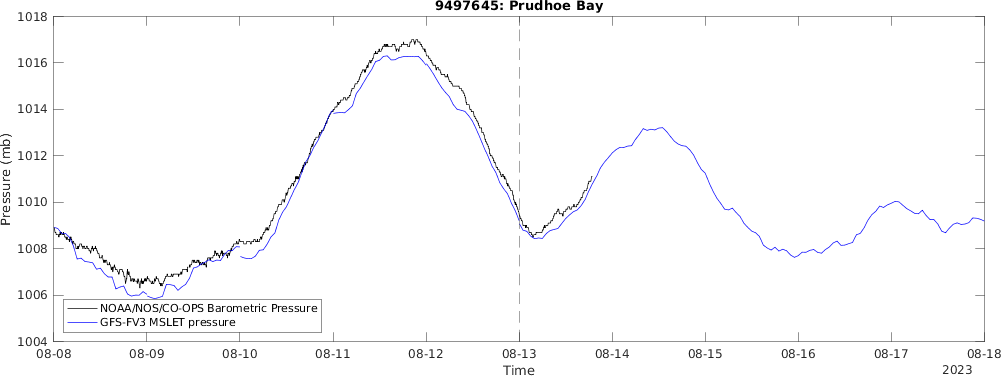 9497645: Prudhoe Bay
1018
1016
1014
1012
1010
1008
1006
1004
Pressure (mb)
NOAA/NOS/CO-OPS Barometric Pressure
GFS-FV3 MSLET pressure
08-08 08-09 08-10 08-11 08-12 08-13 08-14 08-15 08-16 08-17 08-18
Time
2023